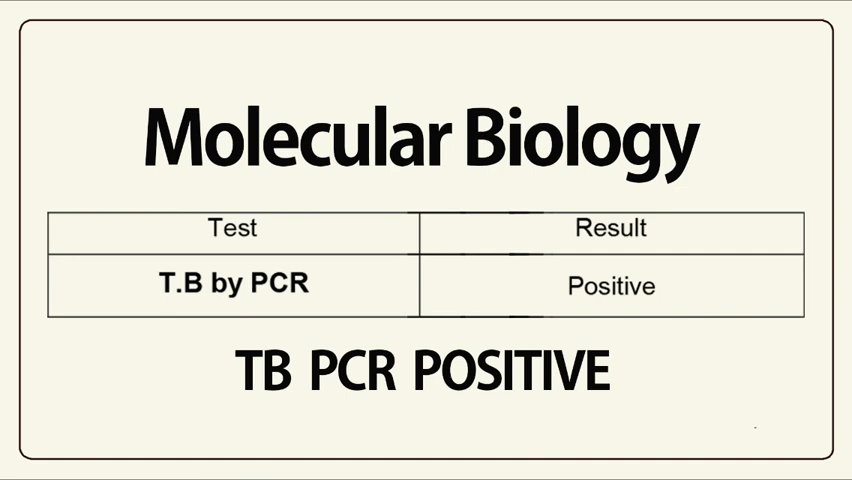 Molecular Biology
Test Result
T.B by PCR Positive
TB PCR POSITIVE